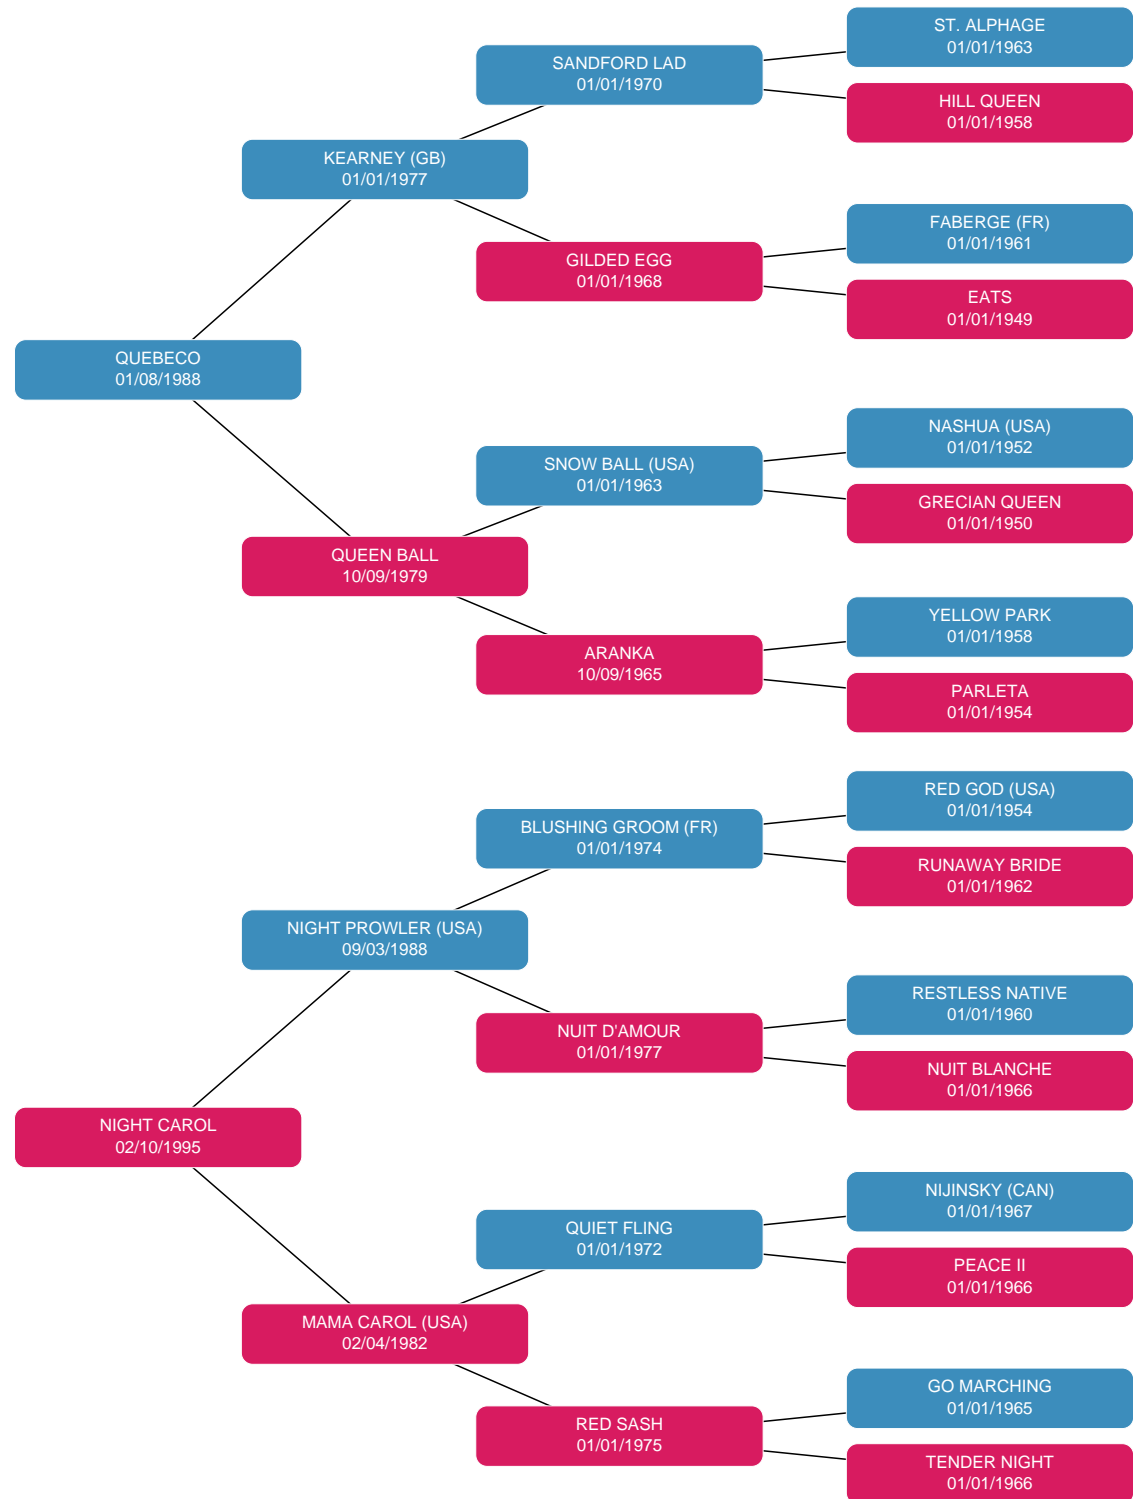 ST. ALPHAGE
01/01/1963
SANDFORD LAD
01/01/1970
HILL QUEEN
01/01/1958
KEARNEY (GB)
01/01/1977
FABERGE (FR)
01/01/1961
GILDED EGG
01/01/1968
EATS
01/01/1949
QUEBECO
01/08/1988
NASHUA (USA)
01/01/1952
SNOW BALL (USA)
01/01/1963
GRECIAN QUEEN
01/01/1950
QUEEN BALL
10/09/1979
YELLOW PARK
01/01/1958
ARANKA
10/09/1965
PARLETA
01/01/1954
RED GOD (USA)
01/01/1954
BLUSHING GROOM (FR)
01/01/1974
RUNAWAY BRIDE
01/01/1962
NIGHT PROWLER (USA)
09/03/1988
RESTLESS NATIVE
01/01/1960
NUIT D'AMOUR
01/01/1977
NUIT BLANCHE
01/01/1966
NIGHT CAROL
02/10/1995
NIJINSKY (CAN)
01/01/1967
QUIET FLING
01/01/1972
PEACE II
01/01/1966
MAMA CAROL (USA)
02/04/1982
GO MARCHING
01/01/1965
RED SASH
01/01/1975
TENDER NIGHT
01/01/1966